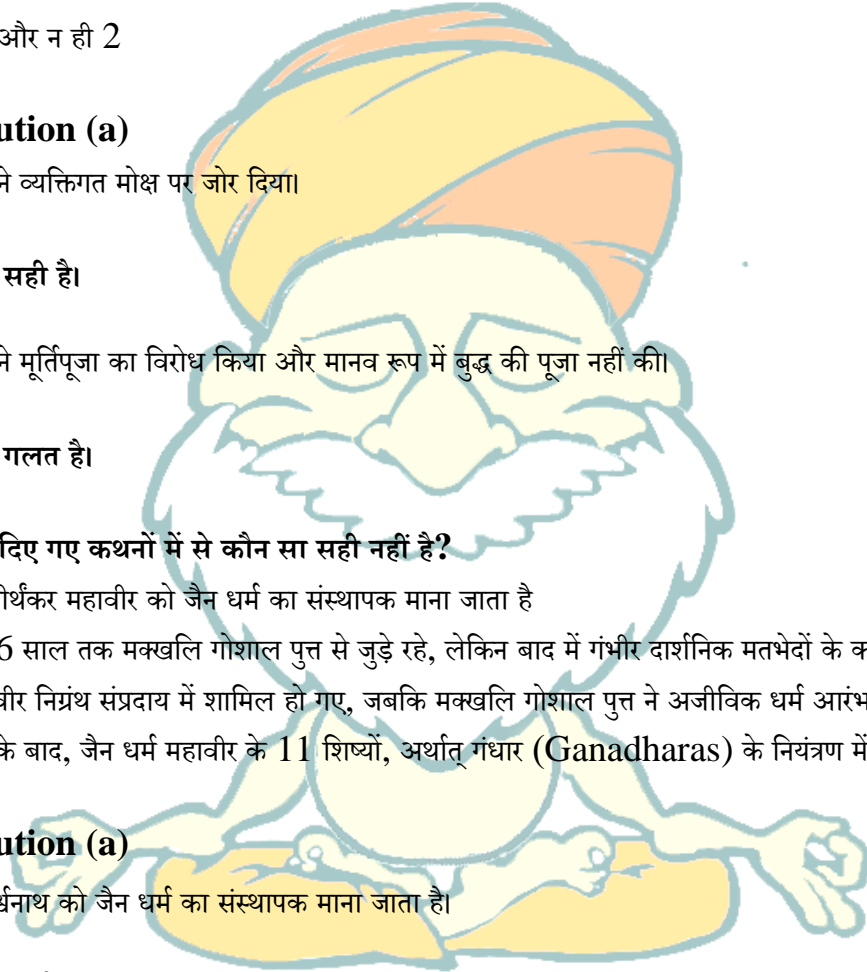 और न ही 2
ution (a)
ने व्यक्तिगत मोक्ष पर जोर दिया।
सही है।
ने मूर्तिपूजा का विरोध किया और मानव रूप में बुद्ध की पूजा नहीं की।
गलत है।
दिए गए कथनों में से कौन सा सही नहीं है?
र्थंकर महावीर को जैन धर्म का संस्थापक माना जाता है
6 साल तक मक्खलि गोशाल पुत्त से जुड़े रहे, लेकिन बाद में गंभीर दार्शनिक मतभेदों के क
वीर निग्रंथ संप्रदाय में शामिल हो गए, जबकि मक्खलि गोशाल पुत्त ने अजीविक धर्म आरंभ
के बाद, जैन धर्म महावीर के 11 शिष्यों, अर्थात् गंधार (Ganadharas) के नियंत्रण में
ution (a)
र्श्वनाथ को जैन धर्म का संस्थापक माना जाता है।